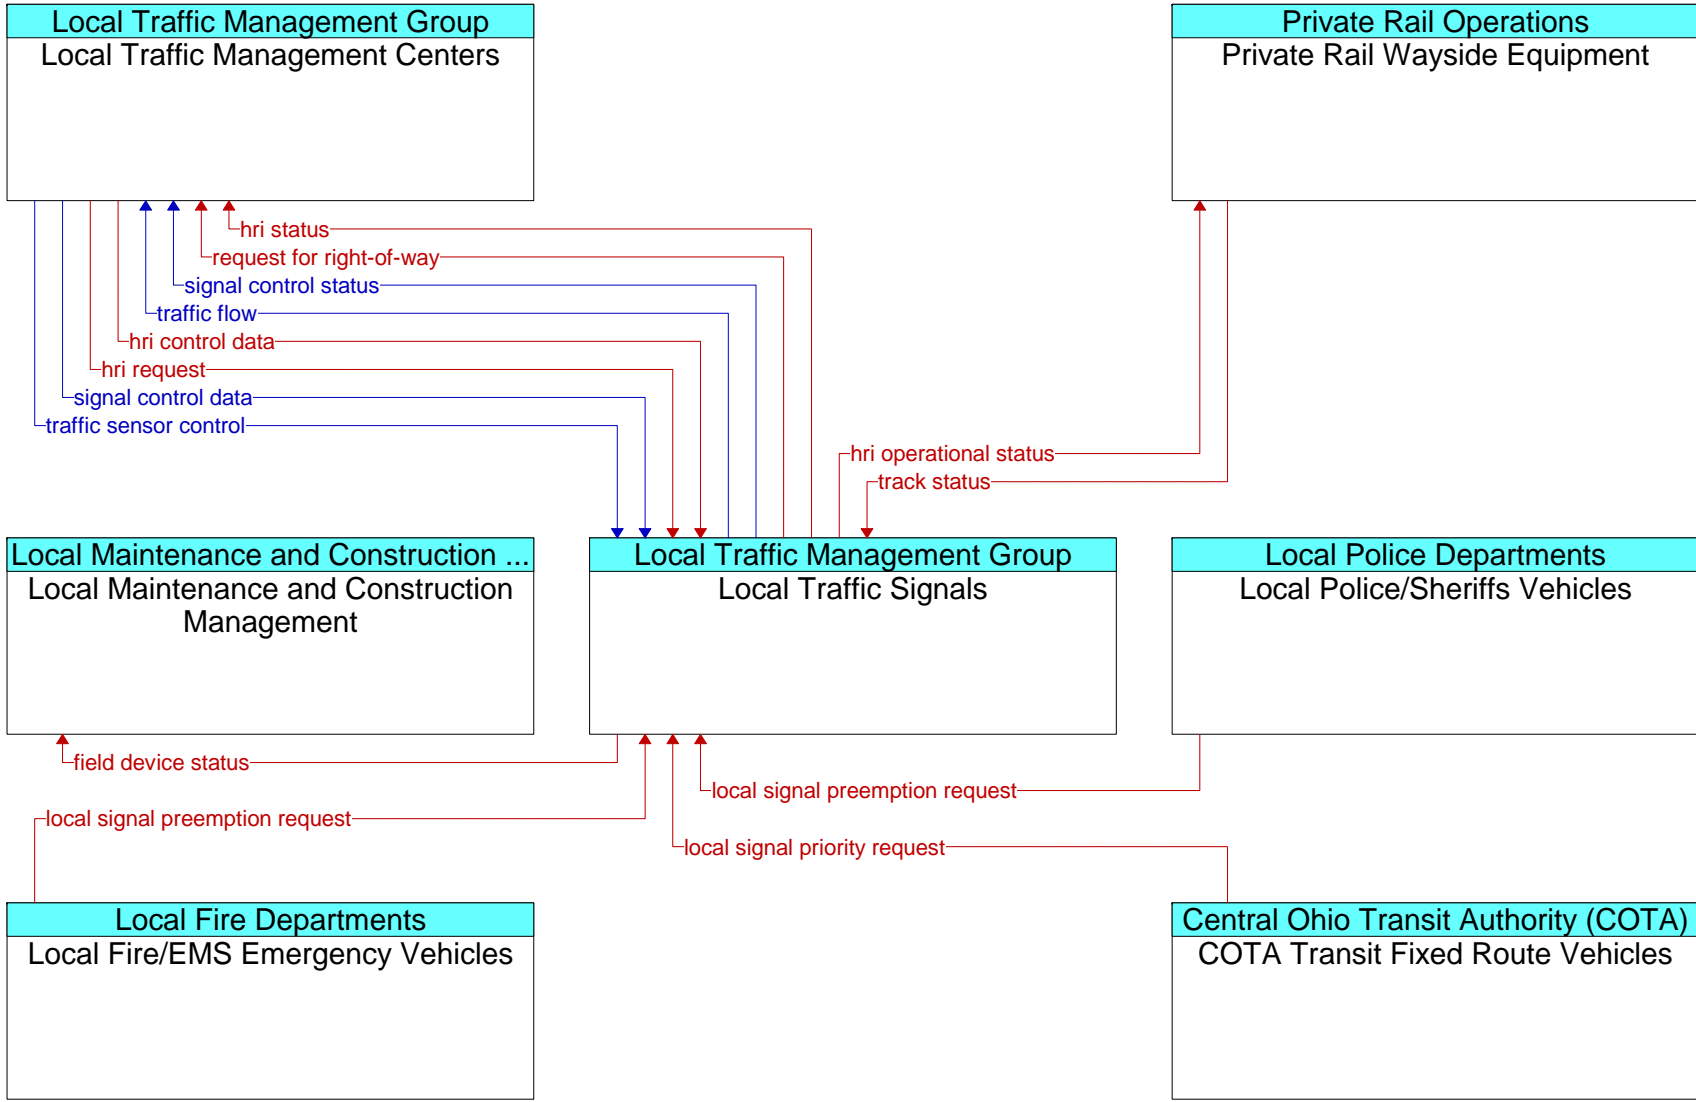 Local Traffic Management Group
Local Traffic Management Centers
Private Rail Operations
Private Rail Wayside Equipment
hri status
request for right-of-way
signal control status
traffic flow
hri control data
hri request
signal control data
traffic sensor control
hri operational status
track status
Local Maintenance and Construction ...
Local Maintenance and Construction
Management
Local Traffic Management Group
Local Traffic Signals
Local Police Departments
Local Police/Sheriffs Vehicles
field device status
local signal preemption request
local signal preemption request
local signal priority request
Local Fire Departments
Local Fire/EMS Emergency Vehicles
Central Ohio Transit Authority (COTA)
COTA Transit Fixed Route Vehicles